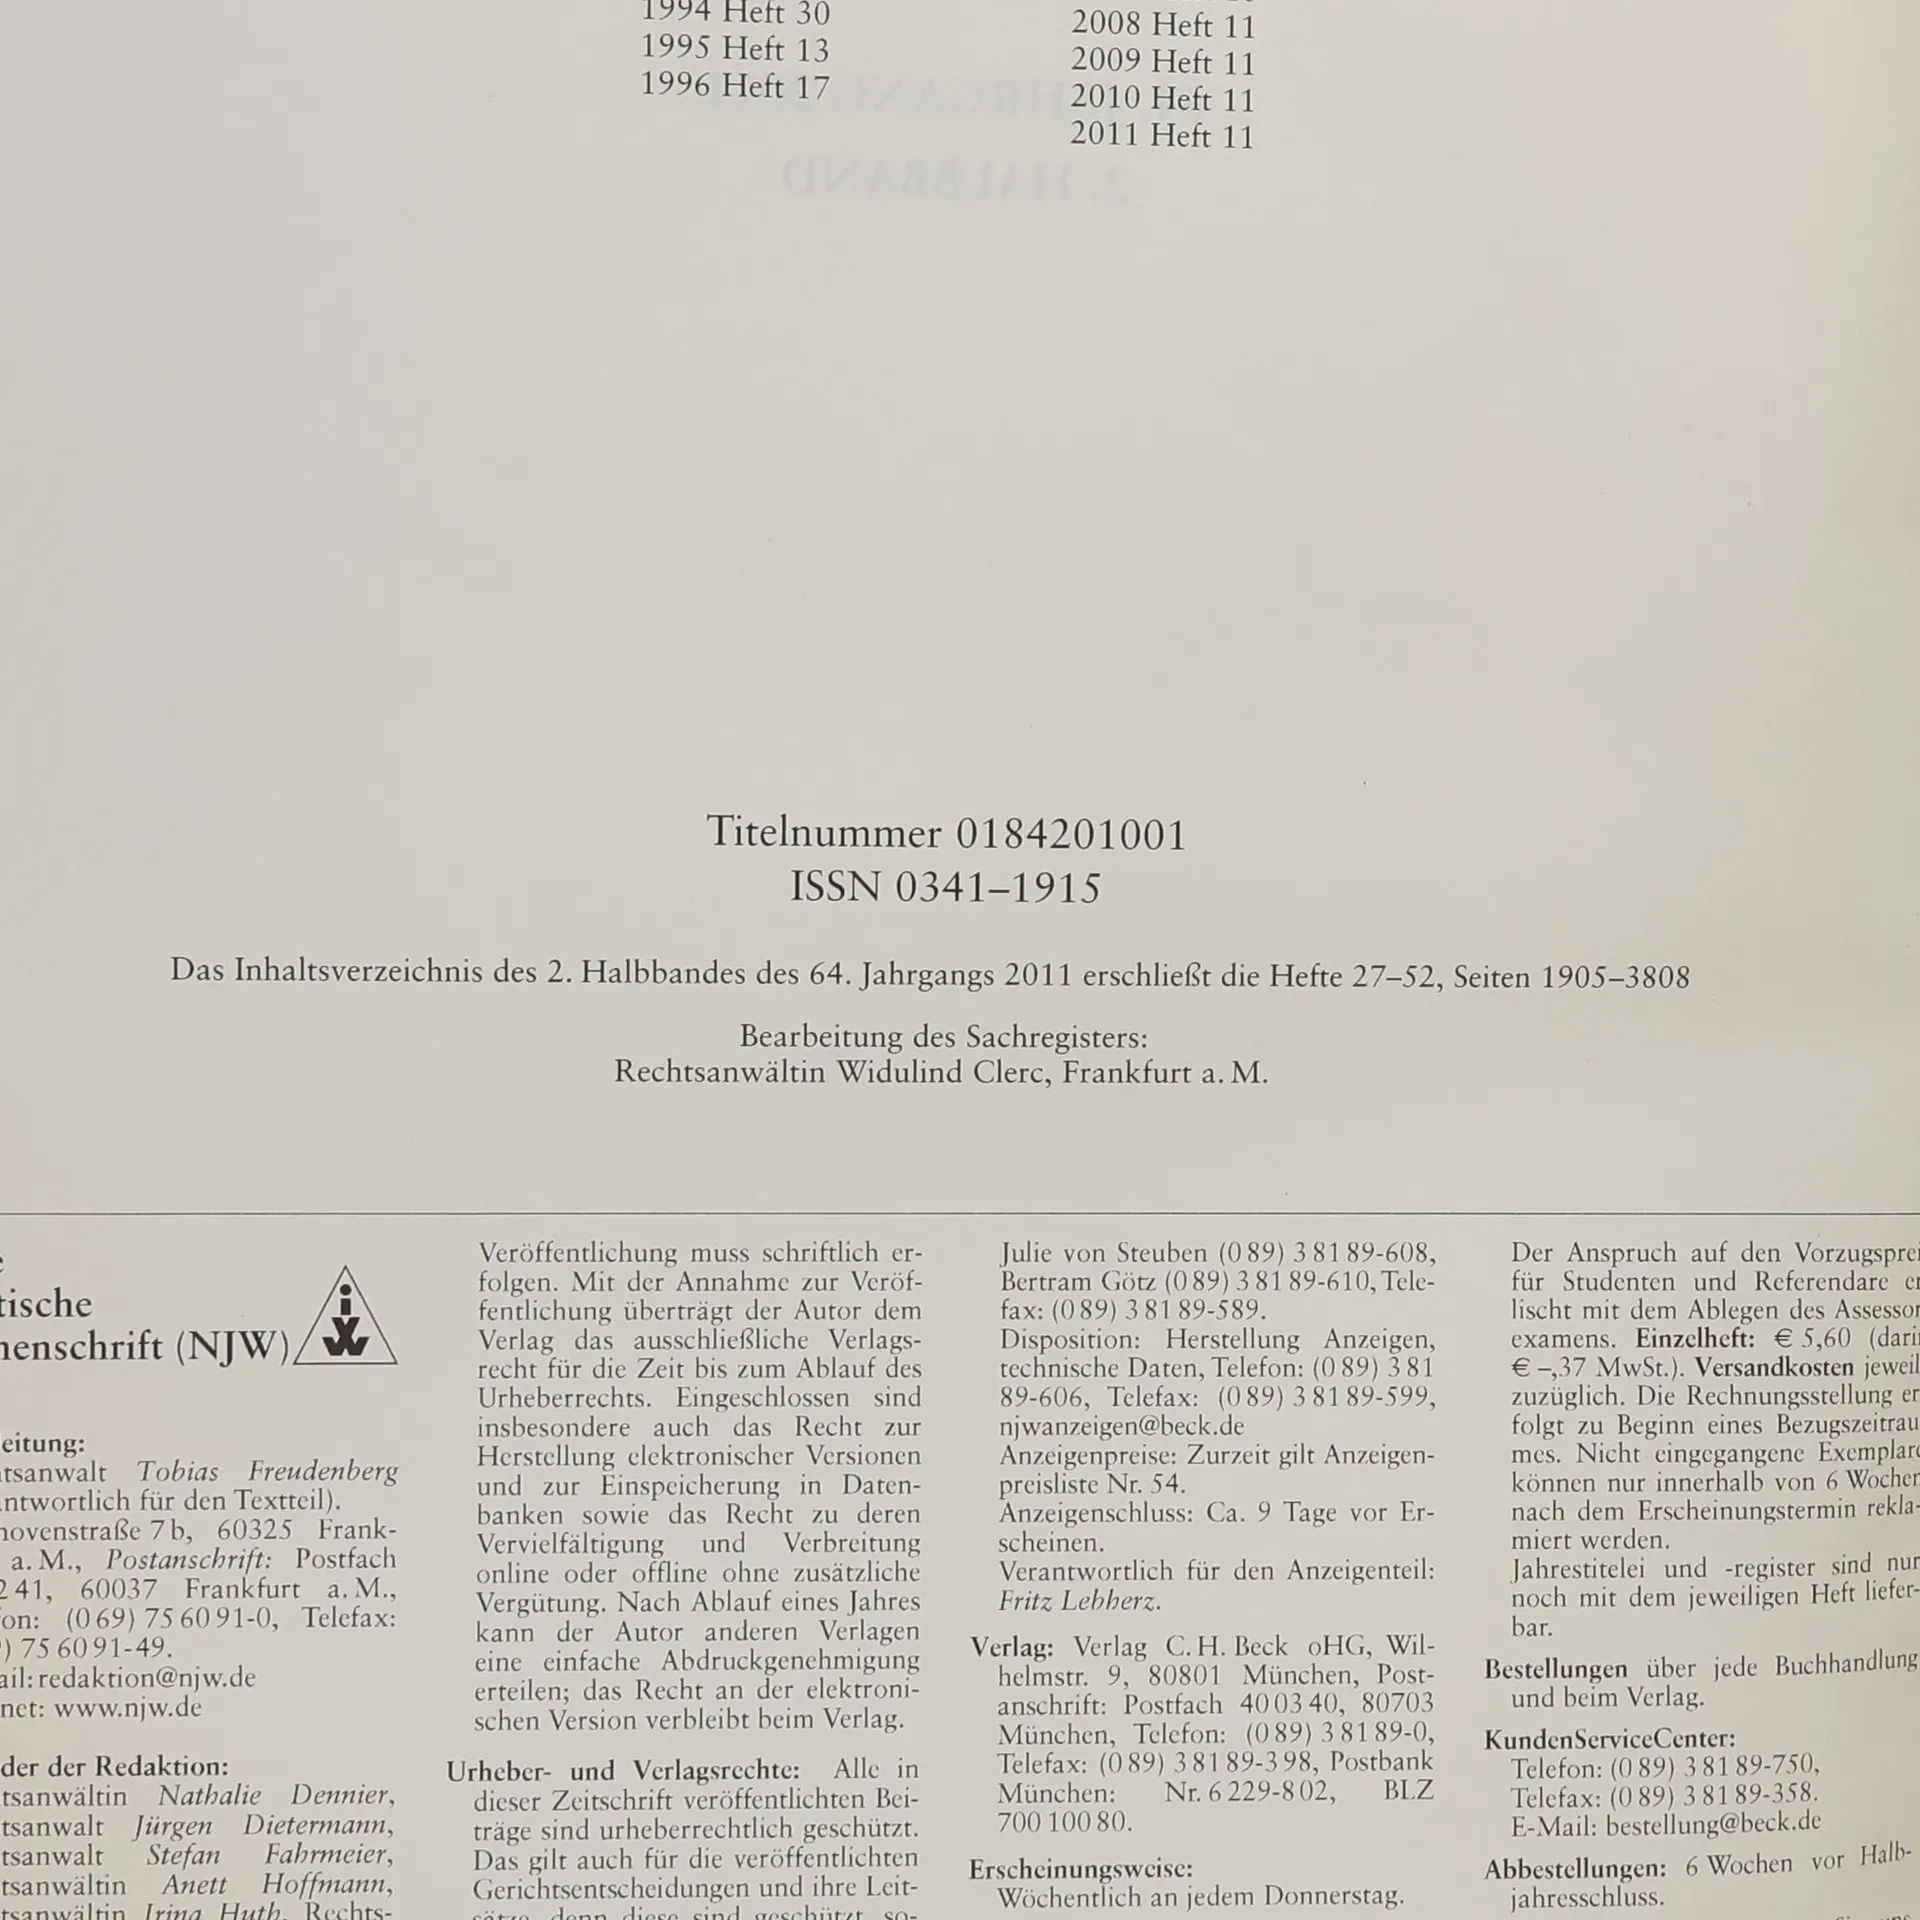 1994 Heft 30
1995 Heft 13
1996 Heft 17
2008 Heft 11
2009 Heft 11
2010 Heft 11
2011 Heft 11
2. HALBBAND
Titelnummer 0184201001
ISSN 0341–1915
Das Inhaltsverzeichnis des 2. Halbbandes des 64. Jahrgangs 2011 erschließt die Hefte 27–52, Seiten 1905–3808
Bearbeitung des Sachregisters:
Rechtsanwältin Widulind Clerc, Frankfurt a. M.
tische
henschrift (NJW)
eitung:
tsanwalt Tobias Freudenberg
antwortlich für den Textteil).
hovenstraße 7 b, 60325 Frank-
a. M., Postanschrift: Postfach
2 41, 60037 Frankfurt a. M.,
on: (0 69) 75 60 91-0, Telefax:
) 75 60 91-49.
ail: redaktion@njw.de
net: www.njw.de
der der Redaktion:
tsanwältin Nathalie Dennier,
tsanwalt Jürgen Dietermann,
tsanwalt Stefan Fahrmeier,
tsanwältin Anett Hoffmann,
tsanwältin Irina Huth, Rechts-
Veröffentlichung muss schriftlich er-
folgen. Mit der Annahme zur Veröf-
fentlichung überträgt der Autor dem
Verlag das ausschließliche Verlags-
recht für die Zeit bis zum Ablauf des
Urheberrechts. Eingeschlossen sind
insbesondere auch das Recht zur
Herstellung elektronischer Versionen
und zur Einspeicherung in Daten-
banken sowie das Recht zu deren
Vervielfältigung und Verbreitung
online oder offline ohne zusätzliche
Vergütung. Nach Ablauf eines Jahres
kann der Autor anderen Verlagen
eine einfache Abdruckgenehmigung
erteilen; das Recht an der elektroni-
schen Version verbleibt beim Verlag.
Urheber- und Verlagsrechte: Alle in
dieser Zeitschrift veröffentlichten Bei-
träge sind urheberrechtlich geschützt.
Das gilt auch für die veröffentlichten
Gerichtsentscheidungen und ihre Leit-
sätze, denn diese sind geschützt, so-
Julie von Steuben (0 89) 3 81 89-608,
Bertram Götz (0 89) 3 81 89-610, Tele-
fax: (0 89) 3 81 89-589.
Disposition: Herstellung Anzeigen,
technische Daten, Telefon: (0 89) 3 81
89-606, Telefax: (0 89) 3 81 89-599,
njwanzeigen@beck.de
Anzeigenpreise: Zurzeit gilt Anzeigen-
preisliste Nr. 54.
Anzeigenschluss: Ca. 9 Tage vor Er-
scheinen.
Verantwortlich für den Anzeigenteil:
Fritz Lebherz.
Verlag: Verlag C. H. Beck oHG, Wil-
helmstr. 9, 80801 München, Post-
anschrift: Postfach 40 03 40, 80703
München, Telefon: (0 89) 3 81 89-0,
Telefax: (0 89) 3 81 89-398, Postbank
München: Nr. 6 229-802, BLZ
700 100 80.
Erscheinungsweise:
Wöchentlich an jedem Donnerstag.
Der Anspruch auf den Vorzugsprei
für Studenten und Referendare er
lischt mit dem Ablegen des Assessor
examens. Einzelheft: € 5,60 (darin
€ –,37 MwSt.). Versandkosten jeweil
zuzüglich. Die Rechnungsstellung er
folgt zu Beginn eines Bezugszeitrau
mes. Nicht eingegangene Exemplare
können nur innerhalb von 6 Wochen
nach dem Erscheinungstermin rekla-
miert werden.
Jahrestitelei und -register sind nur
noch mit dem jeweiligen Heft liefer-
bar.
Bestellungen über jede Buchhandlung
und beim Verlag.
KundenServiceCenter:
Telefon: (0 89) 3 81 89-750,
Telefax: (0 89) 3 81 89-358.
E-Mail: bestellung@beck.de
Abbestellungen: 6 Wochen vor Halb-
jahresschluss.